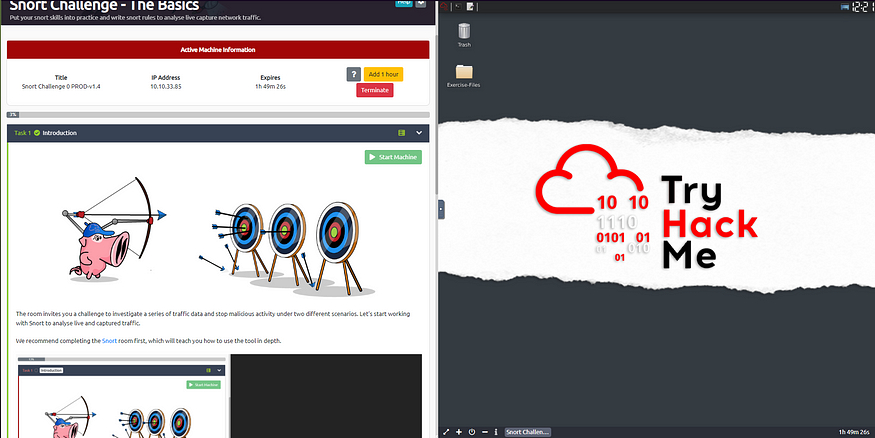 Snort Challenge - The Basics
Help
Put your snort skills into practice and write snort rules to analyse live capture network traffic.
Active Machine Information
Title
IP Address
Expires
?
Add 1 hour
Snort Challenge 0 PROD-v1.4
10.10.33.85
1h 49m 26s
Terminate
Task 1
Introduction
Start Machine
The room invites you a challenge to investigate a series of traffic data and stop malicious activity under two different scenarios. Let's start working
with Snort to analyse live and captured traffic.
We recommend completing the Snort room first, which will teach you how to use the tool in depth.
Task 1
Introduction
Start Machine
12:21
Trash
Exercise-Files
10 10
1110
0101 01
01 010
01
Try
Hack
Me
Snort Challen...
1h 49m 26s